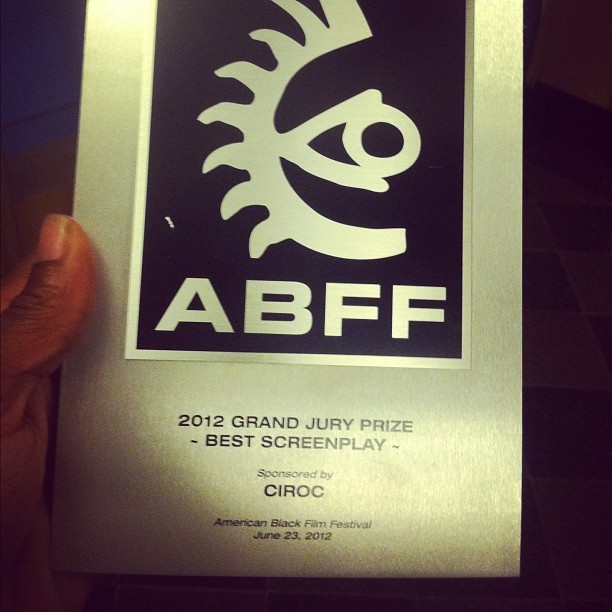 ABFF
2012 GRAND JURY PRIZE
~ BEST SCREENPLAY ~
Sponsored by
CIROC
American Black Film Festival
June 23, 2012